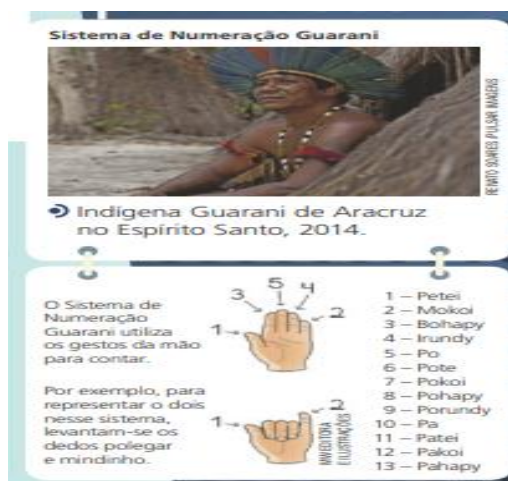 Sistema de Numeração Guarani
RENATO SOARES/PULSAR IMAGENS
Indígena Guarani de Aracruz
no Espírito Santo, 2014.
O Sistema de
Numeração
Guarani utiliza
os gestos da mão
para contar.
Por exemplo, para
representar o dois
nesse sistema,
levantam-se os
dedos polegar
e mindinho.
5
3 4
1 2
2
1
E ILUSTRAÇÕES
1 – Petei
2 – Mokoi
3 – Bohapy
4 – Irundy
5 – Po
6 – Pote
7 – Pokoi
8 – Pohapy
9 – Porundy
10 – Pa
11 – Patei
12 – Pakoi
13 – Pahapy